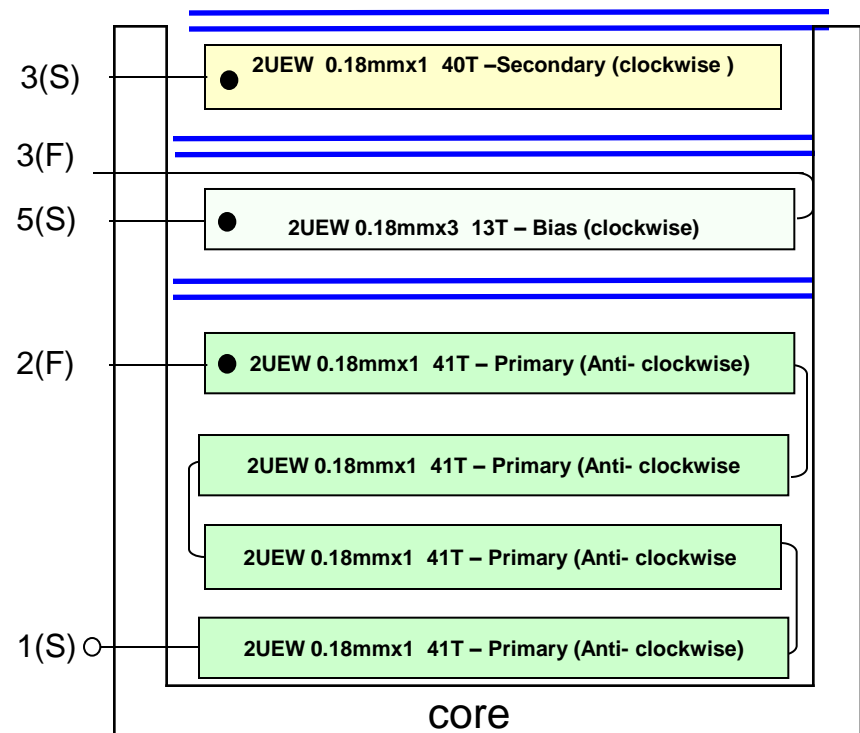 3(S)
2UEW 0.18mmx1 40T –Secondary (clockwise )
3(F)
5(S)
2UEW 0.18mmx3 13T – Bias (clockwise)
2(F)
2UEW 0.18mmx1 41T – Primary (Anti- clockwise)
2UEW 0.18mmx1 41T – Primary (Anti- clockwise
2UEW 0.18mmx1 41T – Primary (Anti- clockwise
1(S)
2UEW 0.18mmx1 41T – Primary (Anti- clockwise)
core